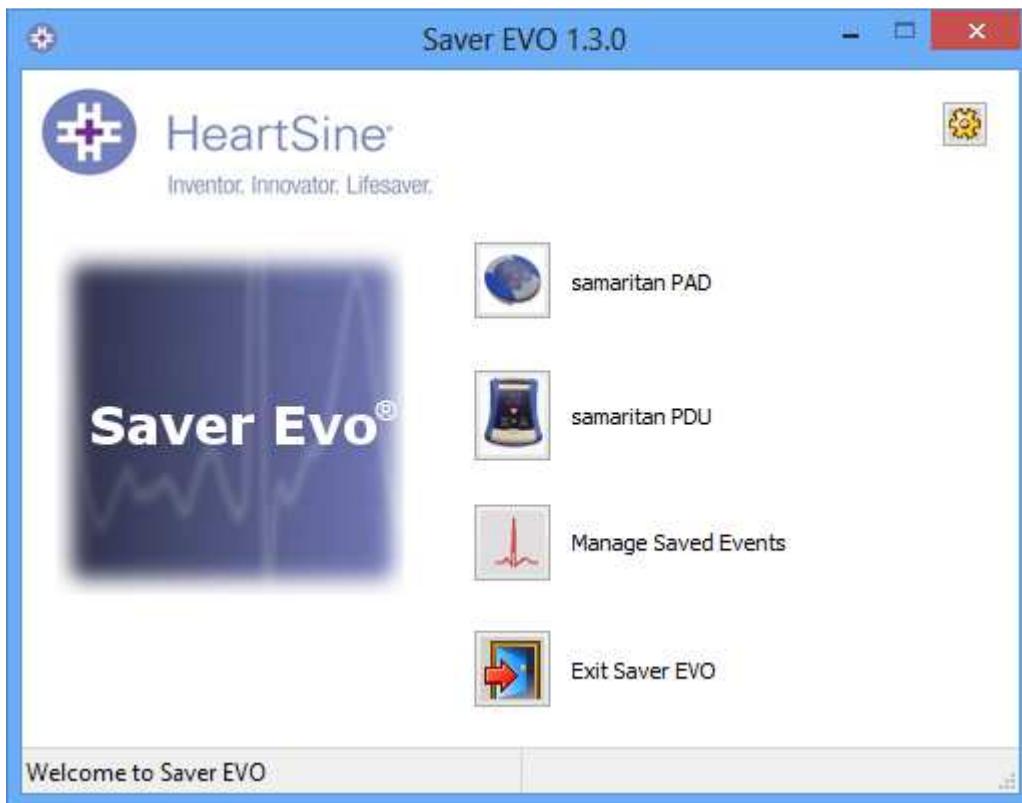 Saver EVO 1.3.0
HeartSine®
Inventor. Innovator. Lifesaver.
samaritan PAD
Saver Evo®
samaritan PDU
Manage Saved Events
Exit Saver EVO
Welcome to Saver EVO